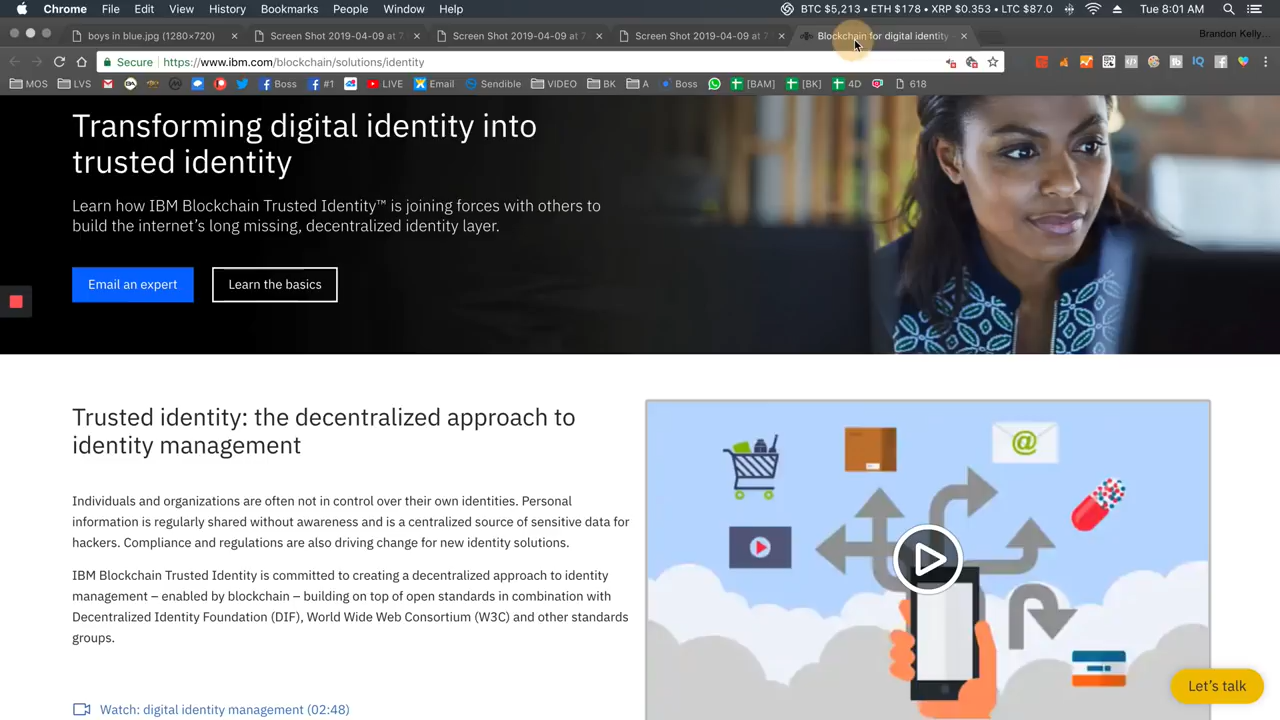 Chrome File Edit View History Bookmarks People Window Help BTC $5,213 • ETH $178 • XRP $0.353 • LTC $87.0 Tue 8:01 AM
boys in blue.jpg (1280×720) Screen Shot 2019-04-09 at 7. Screen Shot 2019-04-09 at 7. Screen Shot 2019-04-09 at 7. Blockchain for digital identity Brandon Kelly...
Secure https://www.ibm.com/blockchain/solutions/identity
MOS LVS Boss #1 LIVE Email Sendible VIDEO BK A Boss [BAM] [BK] 4D 618
Transforming digital identity into
trusted identity
Learn how IBM Blockchain Trusted Identity™ is joining forces with others to
build the internet's long missing, decentralized identity layer.
Email an expert Learn the basics
Trusted identity: the decentralized approach to
identity management
Individuals and organizations are often not in control over their own identities. Personal
information is regularly shared without awareness and is a centralized source of sensitive data for
hackers. Compliance and regulations are also driving change for new identity solutions.
IBM Blockchain Trusted Identity is committed to creating a decentralized approach to identity
management – enabled by blockchain – building on top of open standards in combination with
Decentralized Identity Foundation (DIF), World Wide Web Consortium (W3C) and other standards
groups.
Watch: digital identity management (02:48)
@
Let's talk